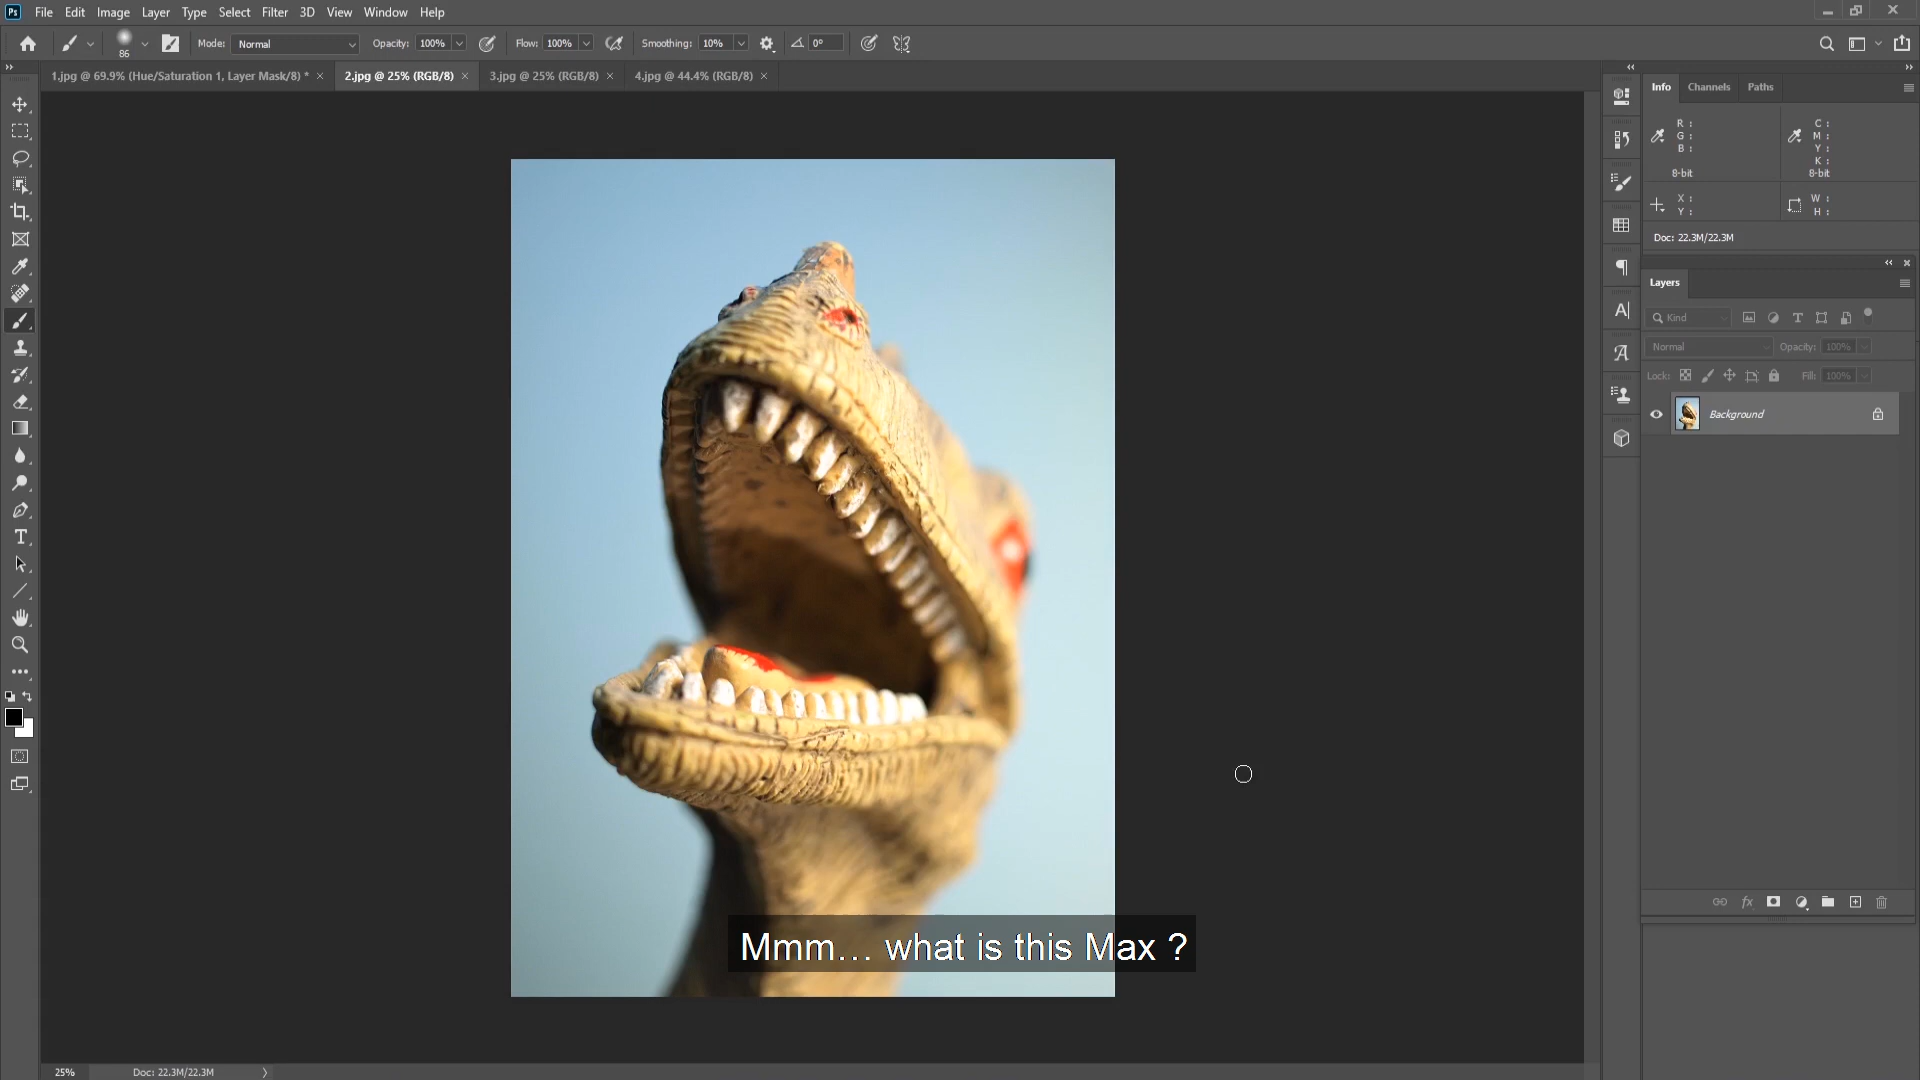 Ps File Edit Image Layer Type Select Filter 3D View Window Help
86 Mode: Normal Opacity: 100% Flow: 100% Smoothing: 10% 0°
1.jpg @ 69.9% (Hue/Saturation 1, Layer Mask/8) * × 2.jpg @ 25% (RGB/8) × 3.jpg @ 25% (RGB/8) × 4.jpg @ 44.4% (RGB/8) ×
Info Channels Paths
R : C :
G : M :
B : Y :
K :
8-bit 8-bit
X : W :
Y : H :
Doc: 22.3M/22.3M
Layers
Kind
Normal Opacity: 100%
Lock: Fill: 100%
Background
Mmm... what is this Max ?
25% Doc: 22.3M/22.3M